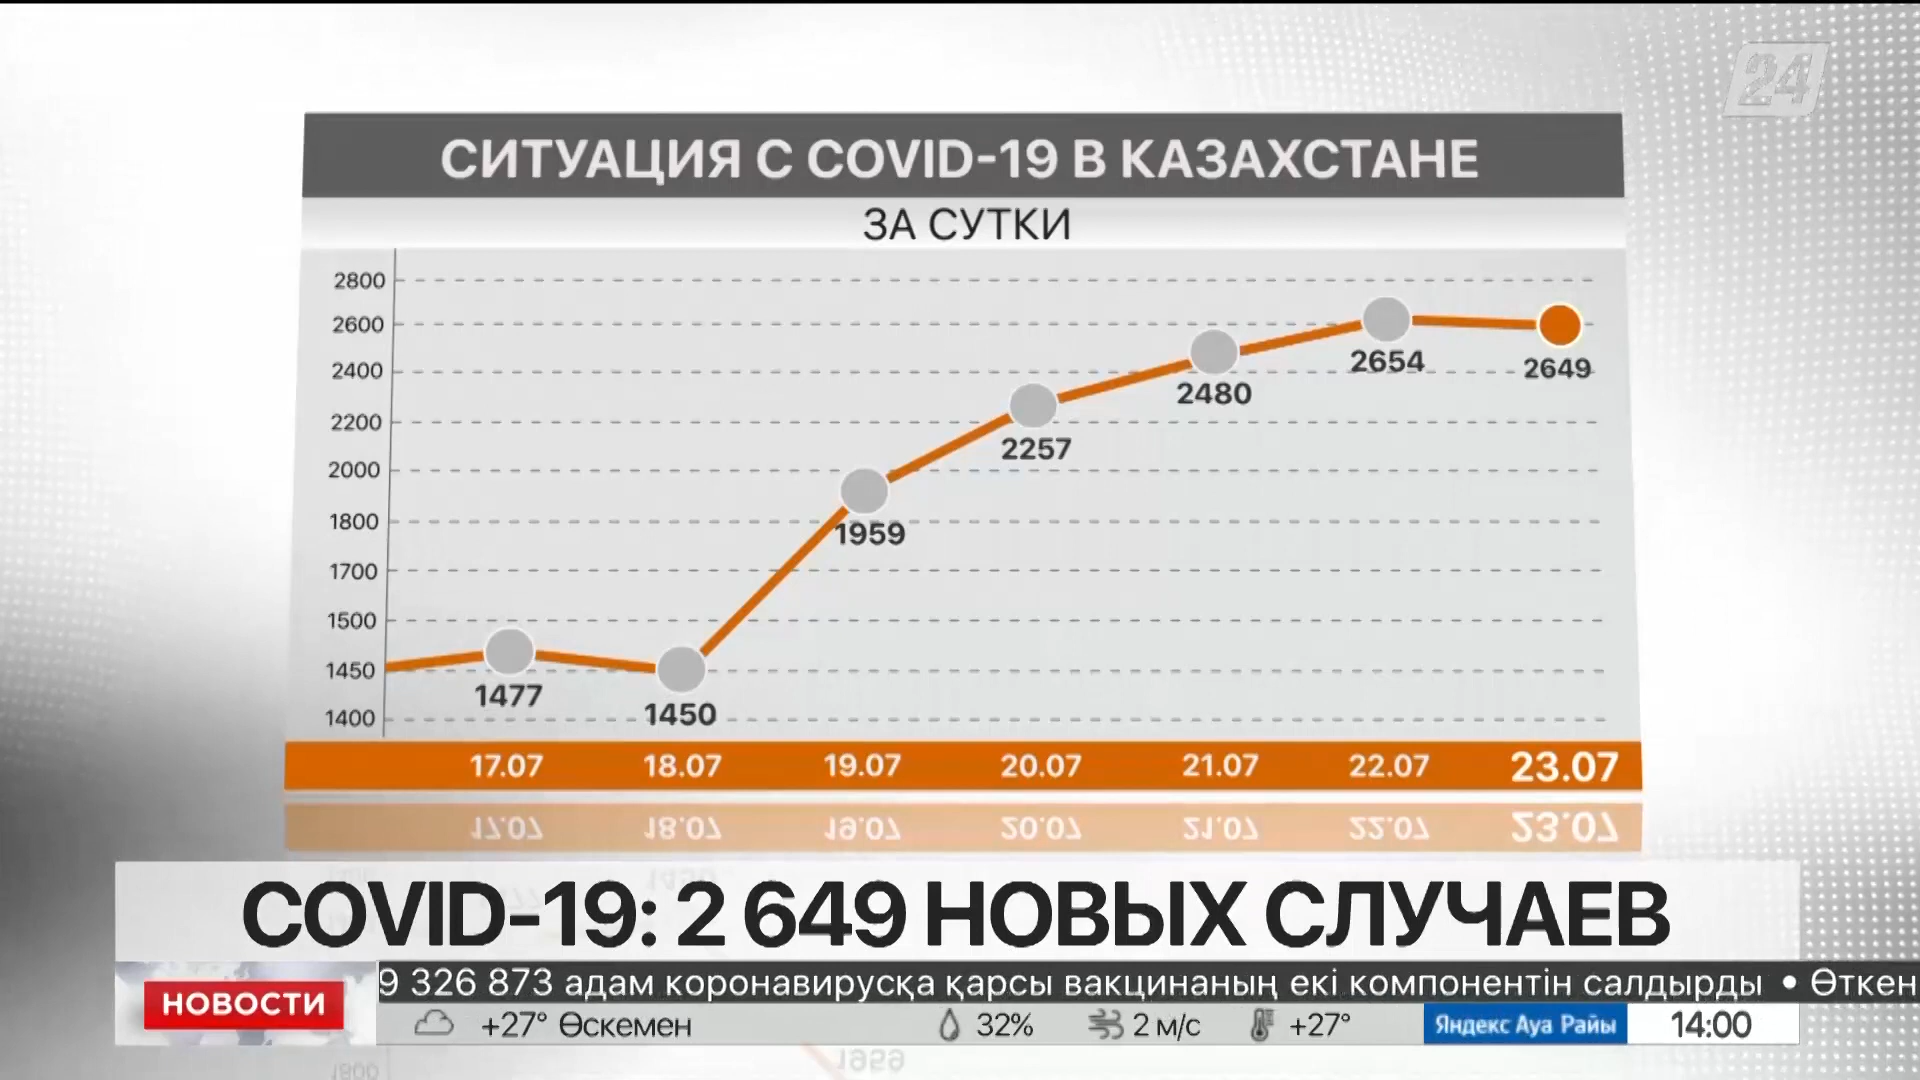 24
СИТУАЦИЯ С COVID-19 В КАЗАХСТАНЕ
ЗА СУТКИ
2800
2600
2400
2200
2000
1800
1700
1500
1450
1400
1477
1450
1959
2257
2480
2654
2649
17.07 18.07 19.07 20.07 21.07 22.07 23.07
COVID-19: 2 649 НОВЫХ СЛУЧАЕВ
НОВОСТИ
9 326 873 адам коронавирусқа қарсы вакцинаның екі компонентін салдырды • Өткен
+27° Өскемен 32% 2 м/с +27° Яндекс Ауа Райы 14:00